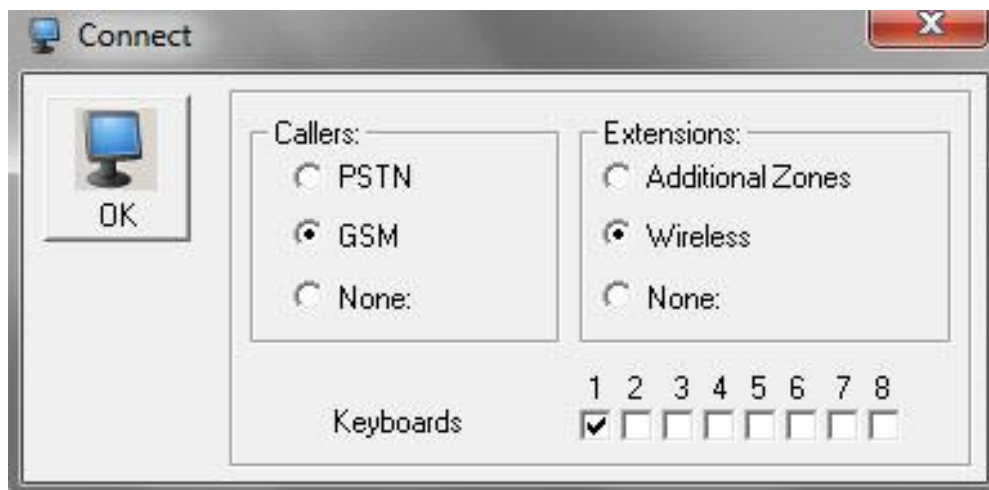 Connect
OK
Callers:
PSTN
GSM
None:
Extensions:
Additional Zones
Wireless
None:
Keyboards
1 2 3 4 5 6 7 8